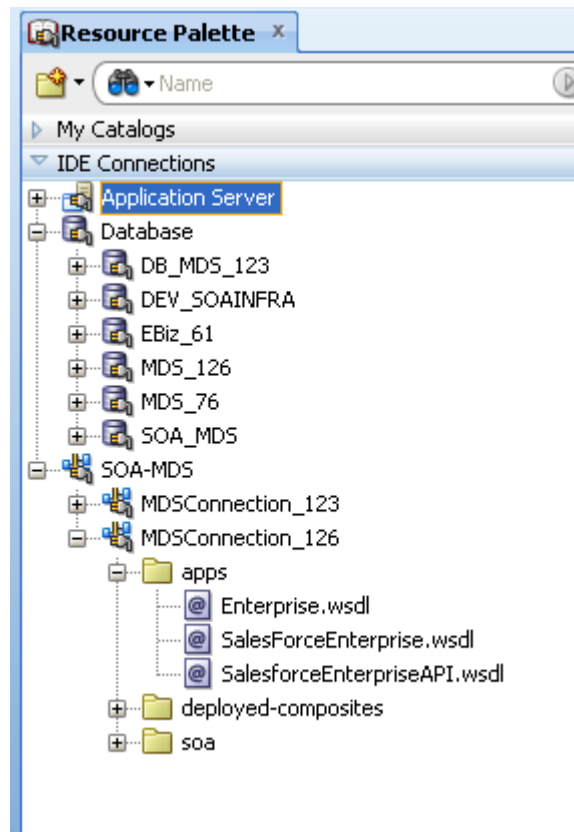 Resource Palette
Name
My Catalogs
IDE Connections
Application Server
Database
DB_MDS_123
DEV_SOAINFRA
EBiz_61
MDS_126
MDS_76
SOA_MDS
SOA-MDS
MDSConnection_123
MDSConnection_126
apps
Enterprise.wsdl
SalesForceEnterprise.wsdl
SalesforceEnterpriseAPI.wsdl
deployed-composites
soa